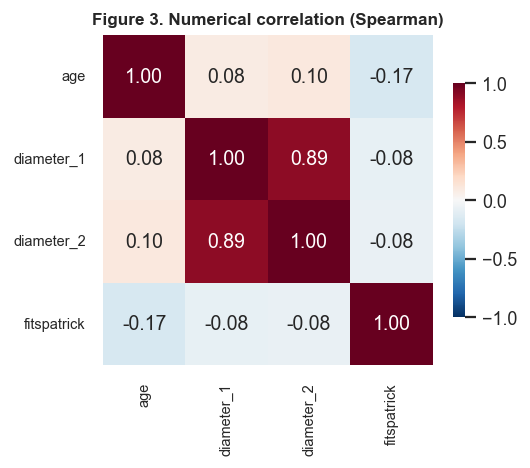 Figure 3. Numerical correlation (Spearman)
age 1.00 0.08 0.10 -0.17
diameter_1 0.08 1.00 0.89 -0.08
diameter_2 0.10 0.89 1.00 -0.08
fitspatrick -0.17 -0.08 -0.08 1.00
age diameter_1 diameter_2 fitspatrick
1.0
0.5
0.0
−0.5
−1.0